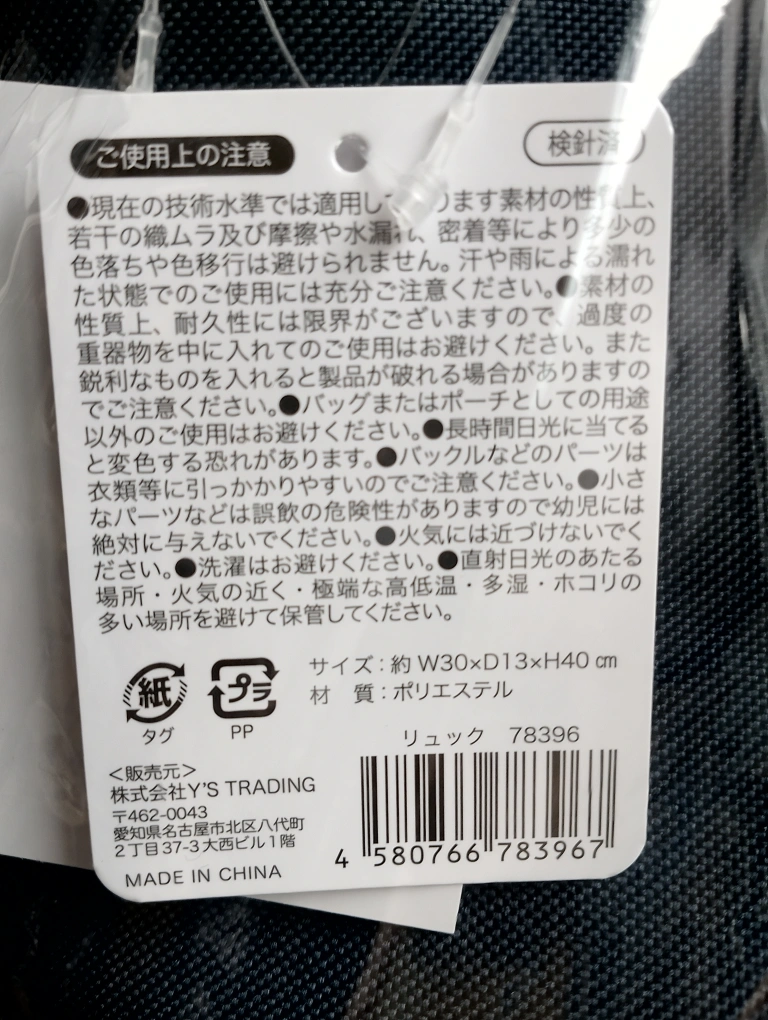 ご使用上の注意
検針済
●現在の技術水準では適用し ります素材の性質上、
若干の織ムラ及び摩擦や水漏れ、密着等により多少の
色落ちや色移行は避けられません。汗や雨による濡れ
た状態でのご使用には充分ご注意ください。●素材の
性質上、耐久性には限界がございますので、過度の
重器物を中に入れてのご使用はお避けください。また
鋭利なものを入れると製品が破れる場合がありますの
でご注意ください。●バッグまたはポーチとしての用途
以外のご使用はお避けください。●長時間日光に当てる
と変色する恐れがあります。●バックルなどのパーツは
衣類等に引っかかりやすいのでご注意ください。●小さ
なパーツなどは誤飲の危険性がありますので幼児には
絶対に与えないでください。●火気には近づけないでく
ださい。●洗濯はお避けください。●直射日光のあたる
場所・火気の近く・極端な高低温・多湿・ホコリの
多い場所を避けて保管してください。
紙
タグ
プラ
PP
サイズ：約 W30×D13×H40 ㎝
材　質：ポリエステル
リュック　78396
＜販売元＞
株式会社Y'S TRADING
〒462-0043
愛知県名古屋市北区八代町
2丁目37-3大西ビル1階
MADE IN CHINA
4 580766 783967